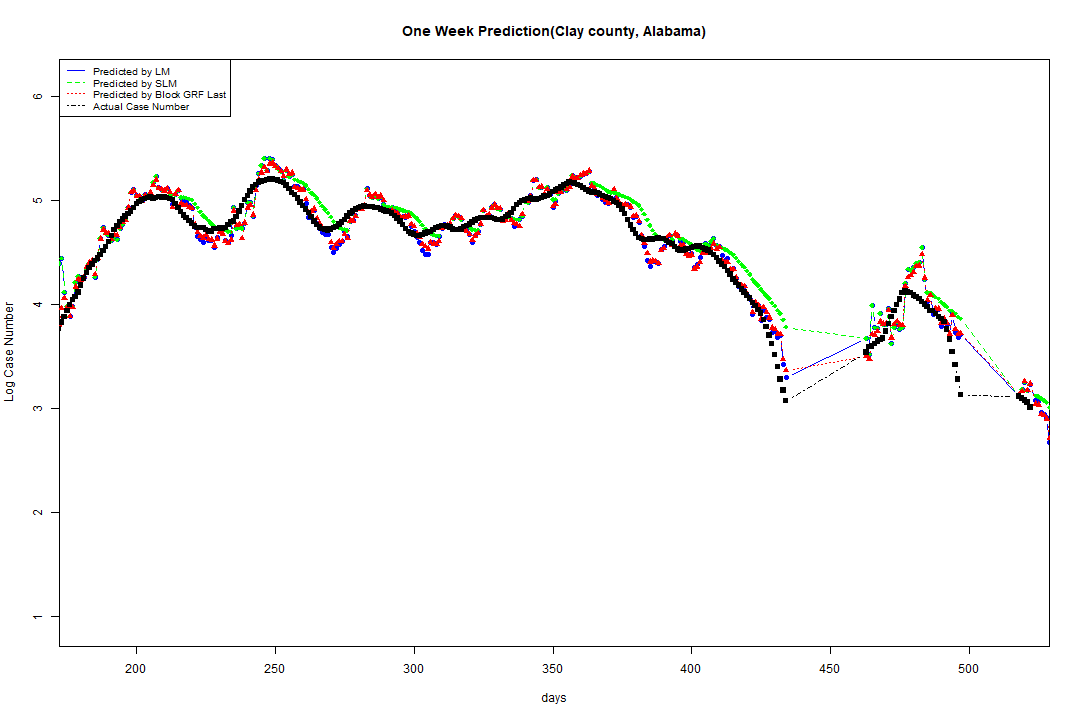 One Week Prediction(Clay county, Alabama)
Predicted by LM
Predicted by SLM
Predicted by Block GRF Last
Actual Case Number
Log Case Number
6
5
4
3
2
1
200 250 300 350 400 450 500
days